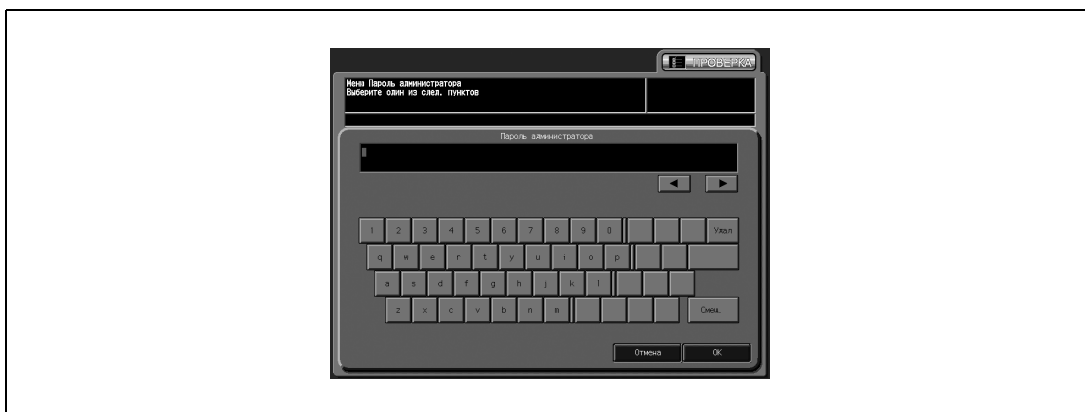 ПРОВЕРКА
Меню Пароль администратора
Выберите один из след. пунктов
Пароль администратора
1 2 3 4 5 6 7 8 9 0 Удал
q w e r t y u i o p
a s d f g h j k l
z x c v b n m Смещ.
Отмена OK